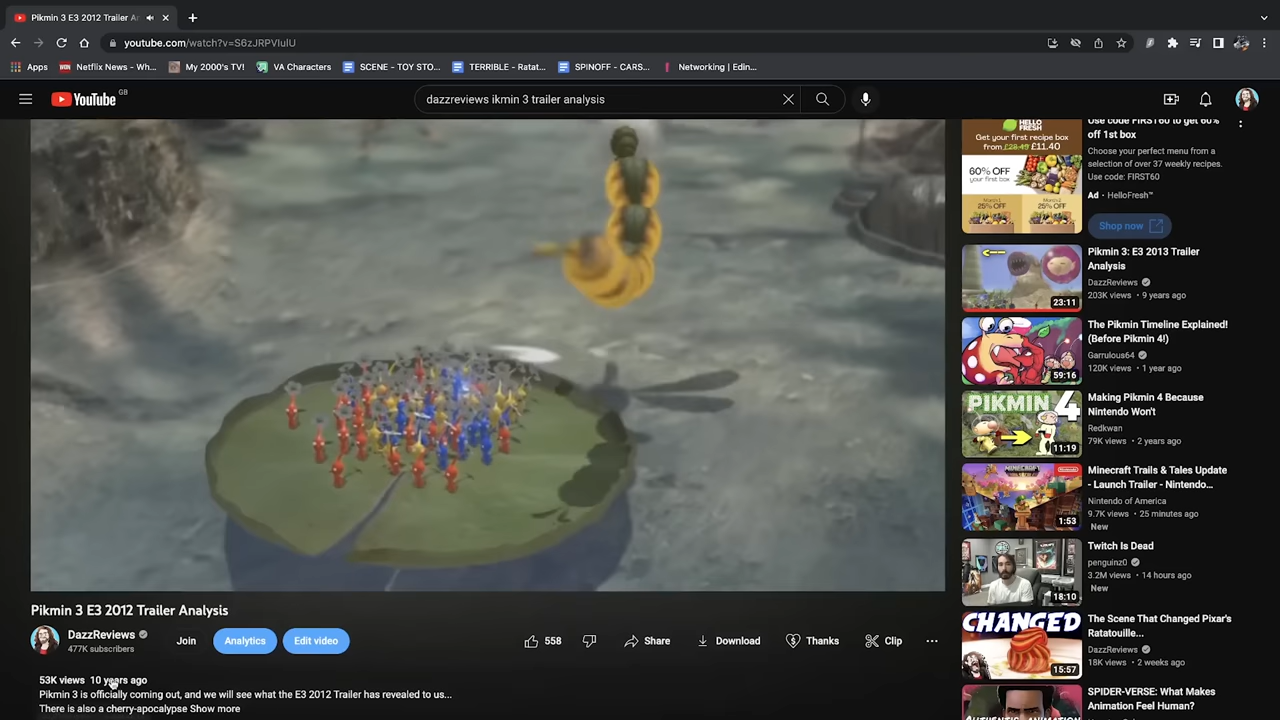 Pikmin 3 E3 2012 Trailer An
youtube.com/watch?v=S6zJRPVIulU
Apps
Netflix News - Wh...
My 2000's TV!
VA Characters
SCENE - TOY STO...
TERRIBLE - Ratat...
SPINOFF - CARS...
Networking | Edin...
YouTube GB
dazzreviews ikmin 3 trailer analysis
HELLO
FRESH
Get your first recipe box
from £28.49 £11.40
60% OFF
your first box
25% OFF
25% OFF
Use code FIRST60 to get 60%
off 1st box
Choose your perfect menu from a
selection of over 37 weekly recipes.
Use code: FIRST60
Ad · HelloFresh™
Shop now
23:11
Pikmin 3: E3 2013 Trailer
Analysis
DazzReviews
203K views · 9 years ago
59:16
The Pikmin Timeline Explained!
(Before Pikmin 4!)
Garrulous64
120K views · 1 year ago
PIKMIN 4
11:19
Making Pikmin 4 Because
Nintendo Won't
Redkwan
79K views · 2 years ago
1:53
Minecraft Trails & Tales Update
- Launch Trailer - Nintendo...
Nintendo of America
9.7K views · 25 minutes ago
New
18:10
Twitch Is Dead
penguinz0
3.2M views · 14 hours ago
New
CHANGED
15:57
The Scene That Changed Pixar's
Ratatouille...
DazzReviews
18K views · 2 weeks ago
SPIDER-VERSE: What Makes
Animation Feel Human?
Pikmin 3 E3 2012 Trailer Analysis
DazzReviews
477K subscribers
Join
Analytics
Edit video
558
Share
Download
Thanks
Clip
53K views 10 years ago
Pikmin 3 is officially coming out, and we will see what the E3 2012 Trailer has revealed to us...
There is also a cherry-apocalypse Show more